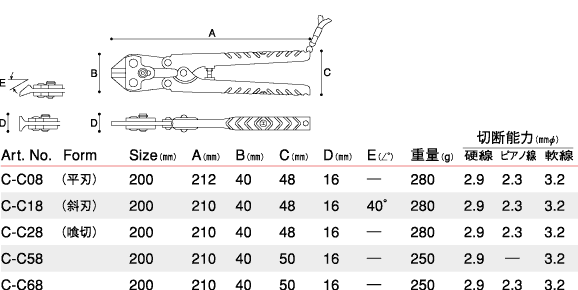 A
B
C
E
D
D
切断能力(mmφ)
Art. No. Form Size(mm) A(mm) B(mm) C(mm) D(mm) E(∠°) 重量(g) 硬線 ピアノ線 軟線
C-C08 (平刃) 200 212 40 48 16 — 280 2.9 2.3 3.2
C-C18 (斜刃) 200 210 40 48 16 40° 280 2.9 2.3 3.2
C-C28 (喰切) 200 210 40 48 16 — 280 2.9 2.3 3.2
C-C58 200 210 40 50 16 — 250 2.9 — 3.2
C-C68 200 210 40 50 16 — 250 2.9 2.3 3.2